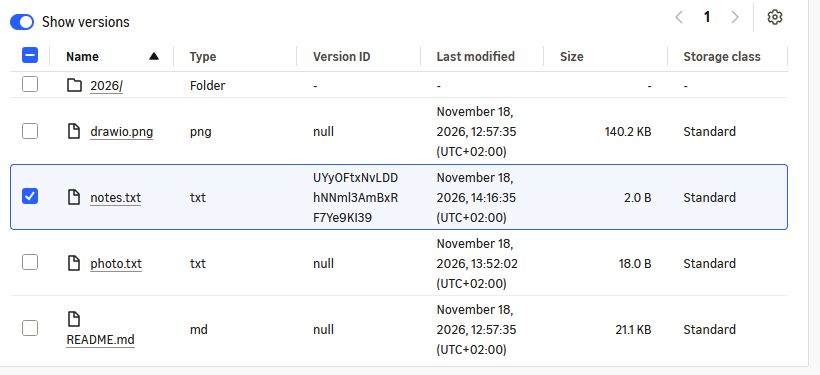 Show versions
1
Name Type Version ID Last modified Size Storage class
2026/ Folder - - - -
drawio.png png null November 18, 2026, 12:57:35 (UTC+02:00) 140.2 KB Standard
notes.txt txt UYyOFtxNvLDDhNNml3AmBxRF7Ye9Kl39 November 18, 2026, 14:16:35 (UTC+02:00) 2.0 B Standard
photo.txt txt null November 18, 2026, 13:52:02 (UTC+02:00) 18.0 B Standard
README.md md null November 18, 2026, 12:57:35 (UTC+02:00) 21.1 KB Standard